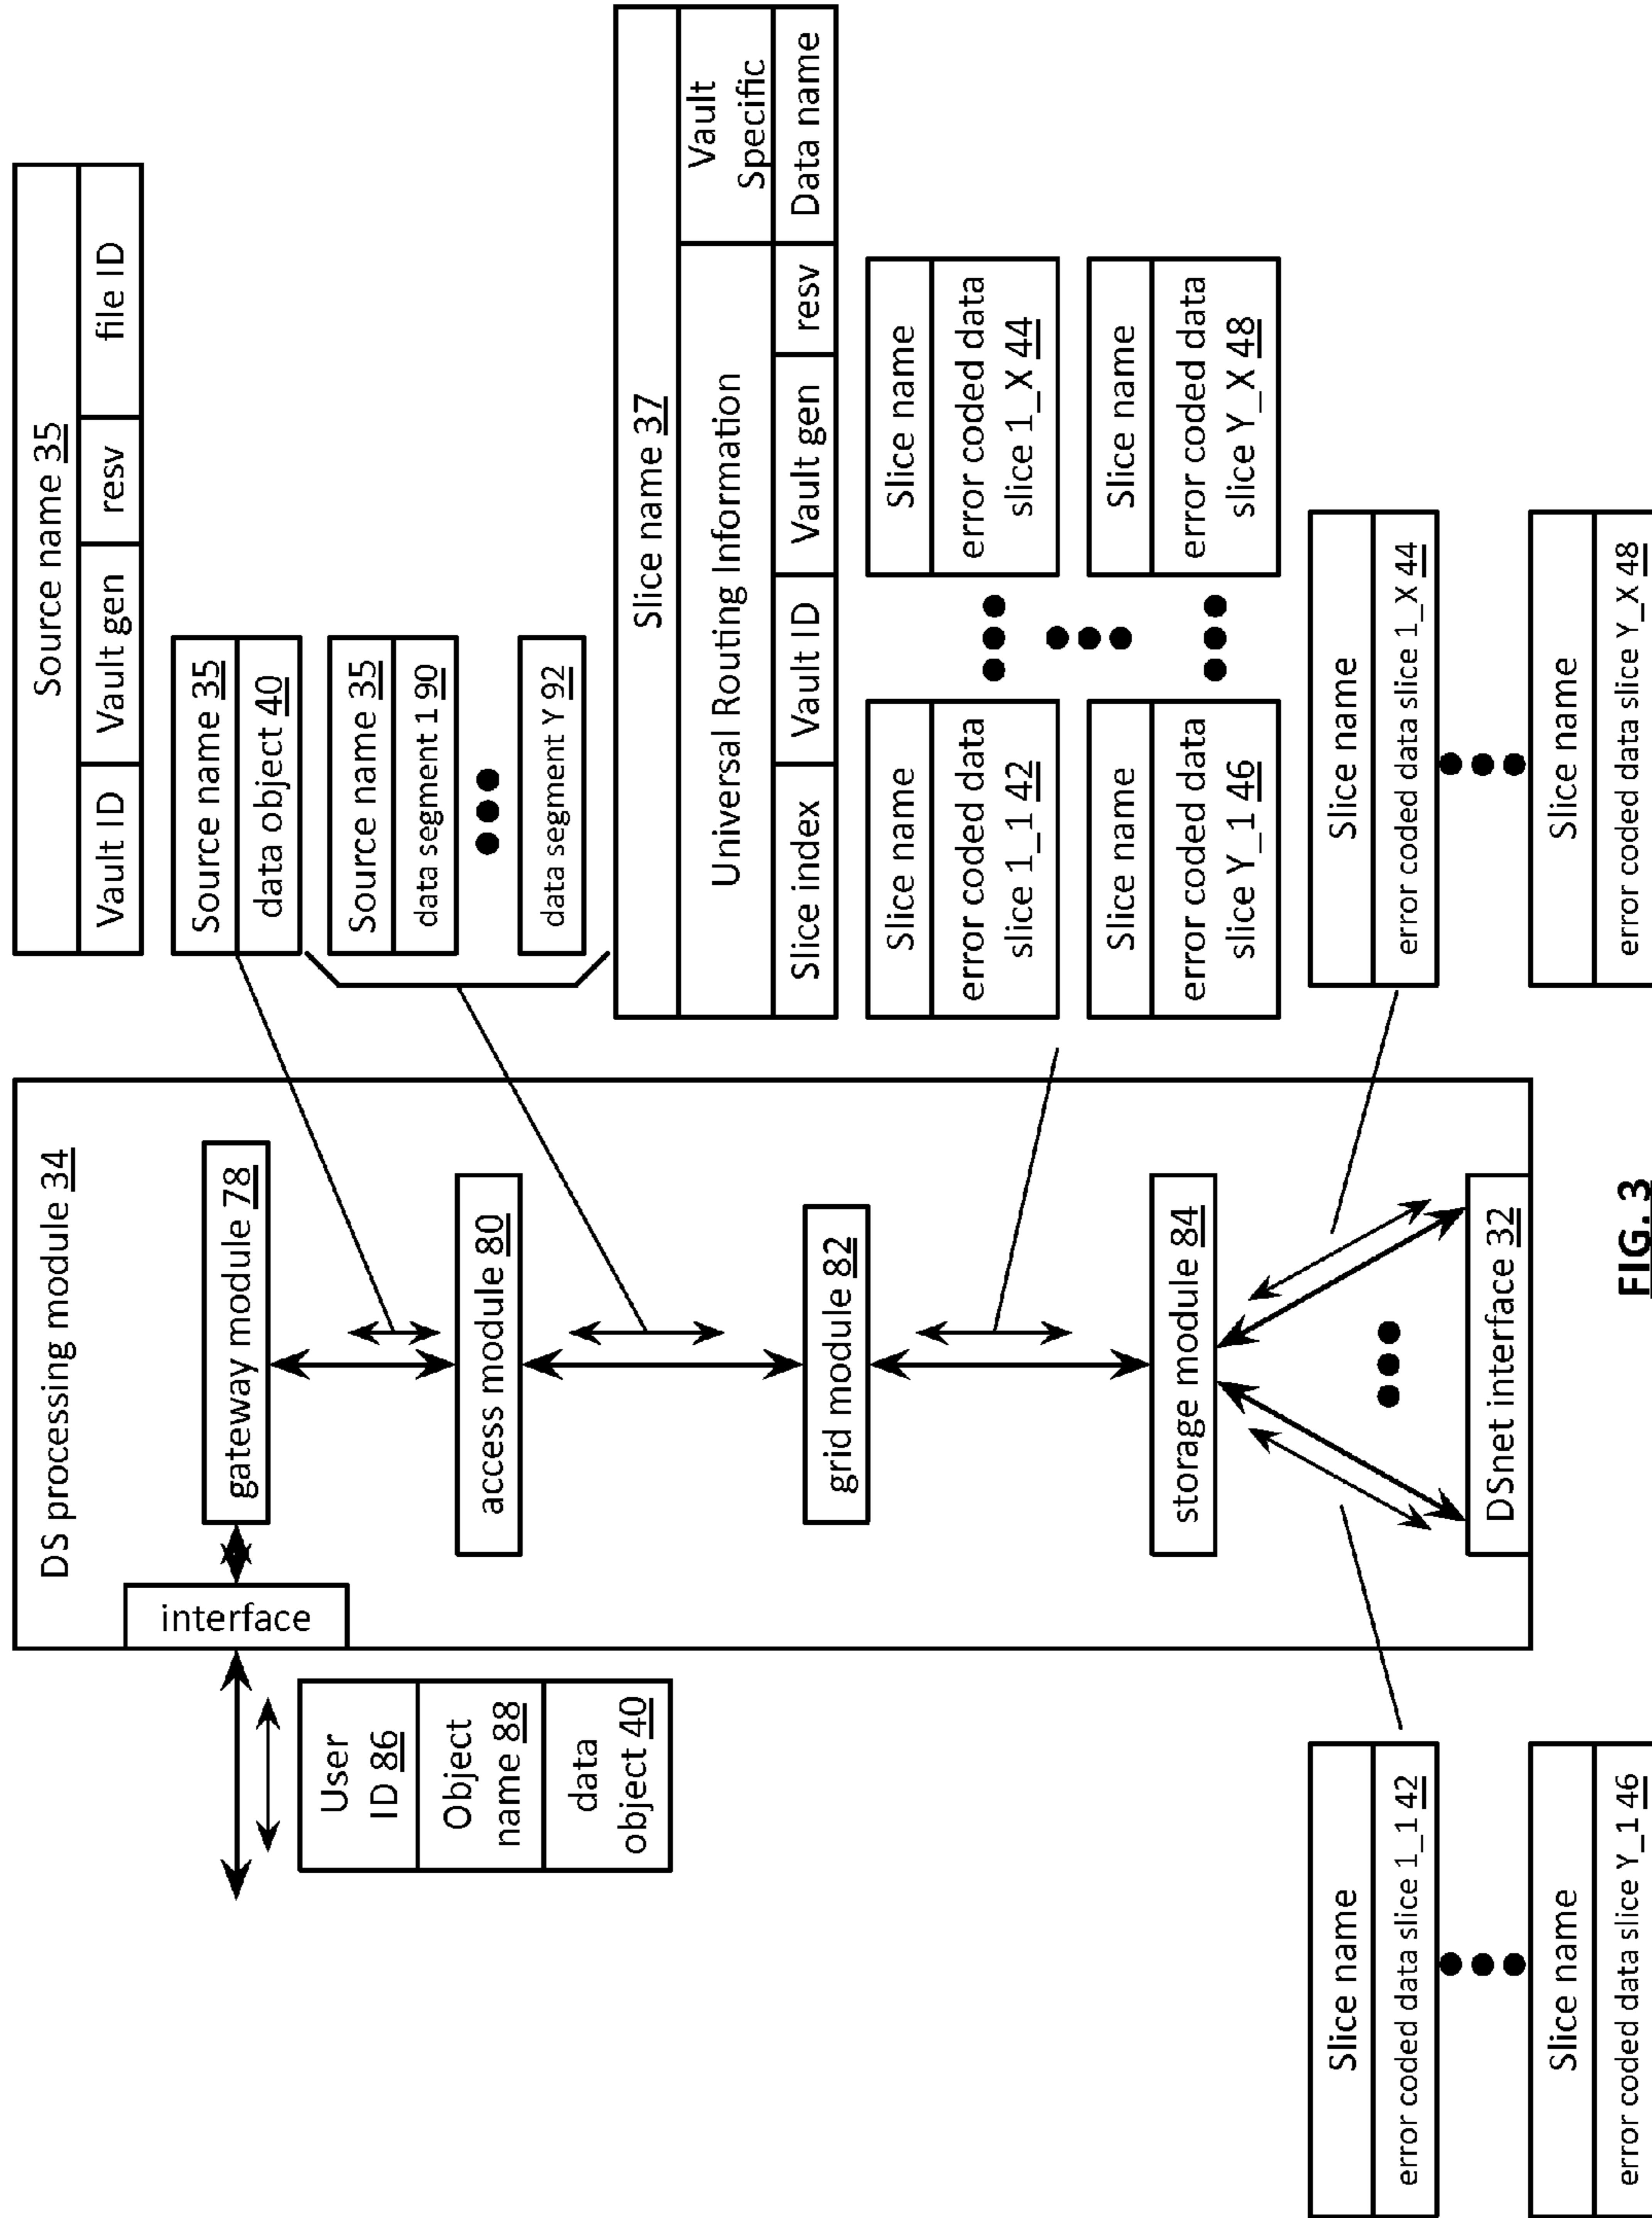 DS processing module 34
interface
gateway module 78
access module 80
grid module 82
storage module 84
DSnet interface 32
User
ID 86
Object
name 88
data
object 40
Source name 35
Vault ID
Vault gen
resv
file ID
Source name 35
data object 40
Source name 35
data segment 1 90
data segment Y 92
Slice name 37
Universal Routing Information
Vault
Specific
Slice index
Vault ID
Vault gen
resv
Data name
Slice name
error coded data
slice 1_1 42
Slice name
error coded data
slice 1_X 44
Slice name
error coded data
slice Y_1 46
Slice name
error coded data
slice Y_X 48
Slice name
error coded data slice 1_1 42
Slice name
error coded data slice Y_1 46
Slice name
error coded data slice 1_X 44
Slice name
error coded data slice Y_X 48
FIG. 3